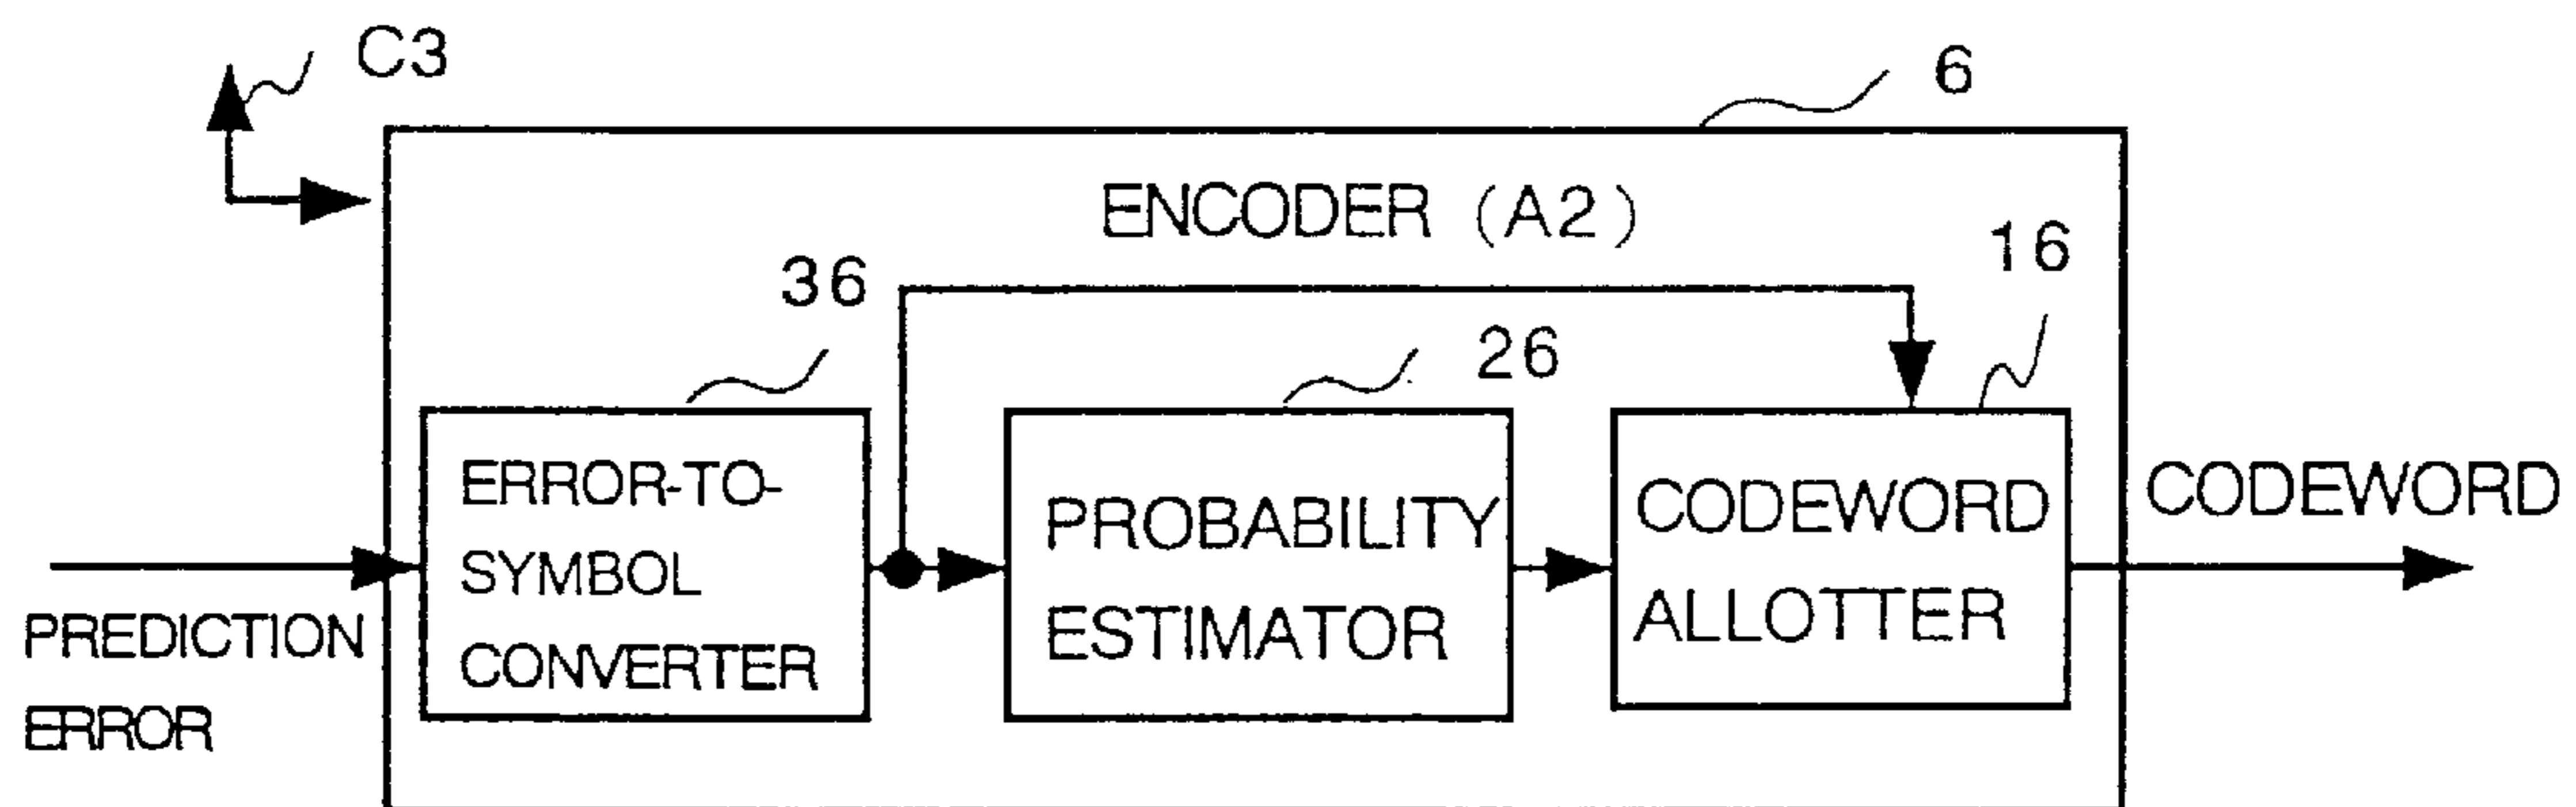 C3
6
ENCODER (A2)
16
36
26
ERROR-TO-
SYMBOL
CONVERTER
PROBABILITY
ESTIMATOR
CODEWORD
ALLOTTER
CODEWORD
PREDICTION
ERROR